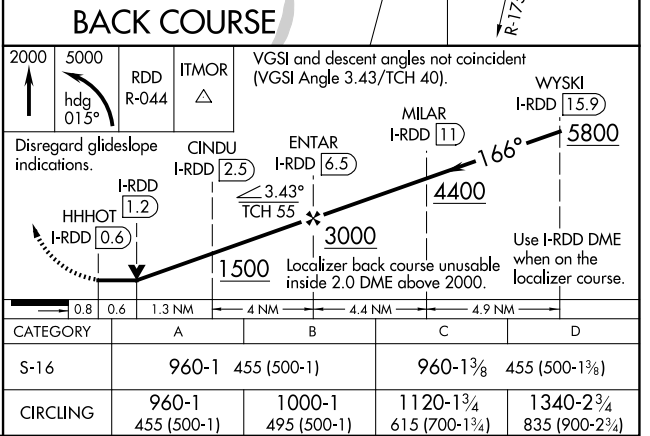 BACK COURSE
R-173
2000
5000
hdg
015°
RDD
R-044
ITMOR
VGSI and descent angles not coincident
(VGSI Angle 3.43/TCH 40).
WYSKI
I-RDD 15.9
5800
MILAR
I-RDD 11
166°
4400
Disregard glideslope
indications.
CINDU
I-RDD 2.5
ENTAR
I-RDD 6.5
3.43°
TCH 55
I-RDD
1.2
HHHOT
I-RDD 0.6
3000
1500
Localizer back course unusable
inside 2.0 DME above 2000.
Use I-RDD DME
when on the
localizer course.
0.8 0.6 1.3 NM 4 NM 4.4 NM 4.9 NM
CATEGORY A B C D
S-16 960-1 455 (500-1) 960-1⅜ 455 (500-1⅜)
CIRCLING 960-1 455 (500-1) 1000-1 495 (500-1) 1120-1¾ 615 (700-1¾) 1340-2¾ 835 (900-2¾)